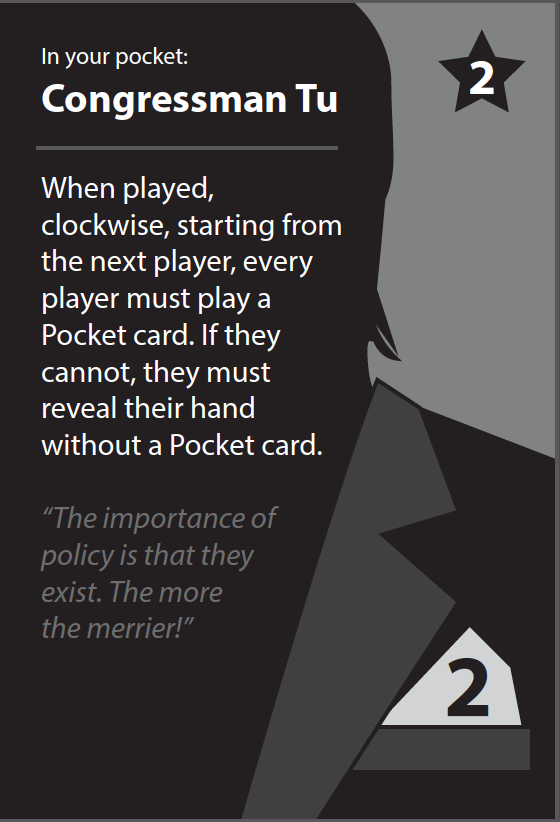 In your pocket:
2
Congressman Tu
When played,
clockwise, starting from
the next player, every
player must play a
Pocket card. If they
cannot, they must
reveal their hand
without a Pocket card.
“The importance of
policy is that they
exist. The more
the merrier!”
2